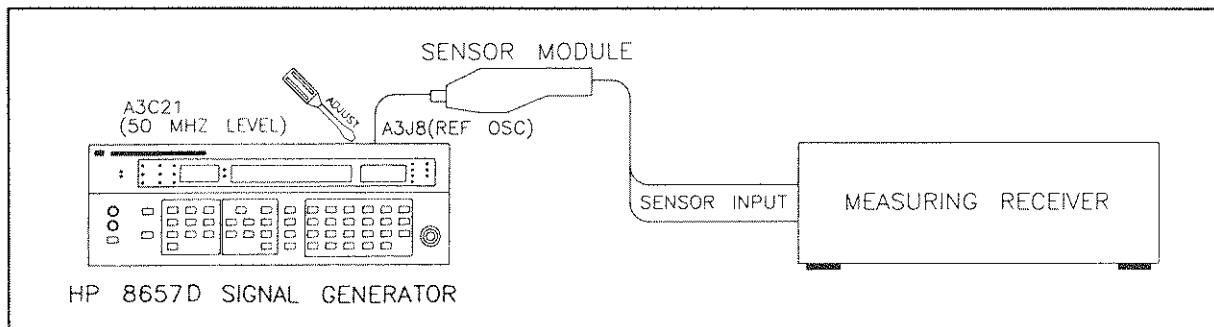 SENSOR MODULE
ADJUST
A3C21
(50 MHZ LEVEL)
A3J8(REF OSC)
SENSOR INPUT
MEASURING RECEIVER
HP 8657D SIGNAL GENERATOR